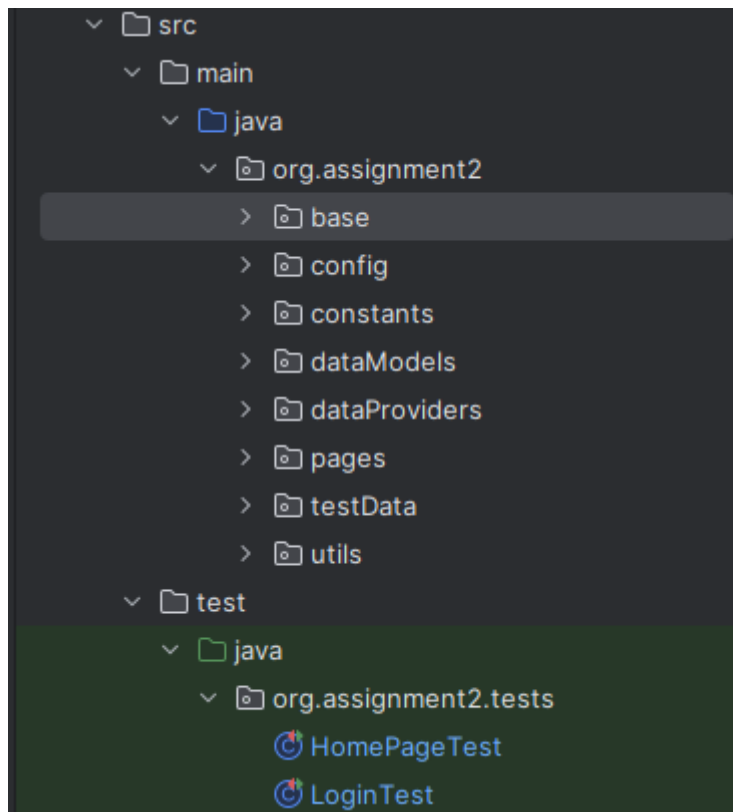 src
main
java
org.assignment2
base
config
constants
dataModels
dataProviders
pages
testData
utils
test
java
org.assignment2.tests
HomePageTest
LoginTest